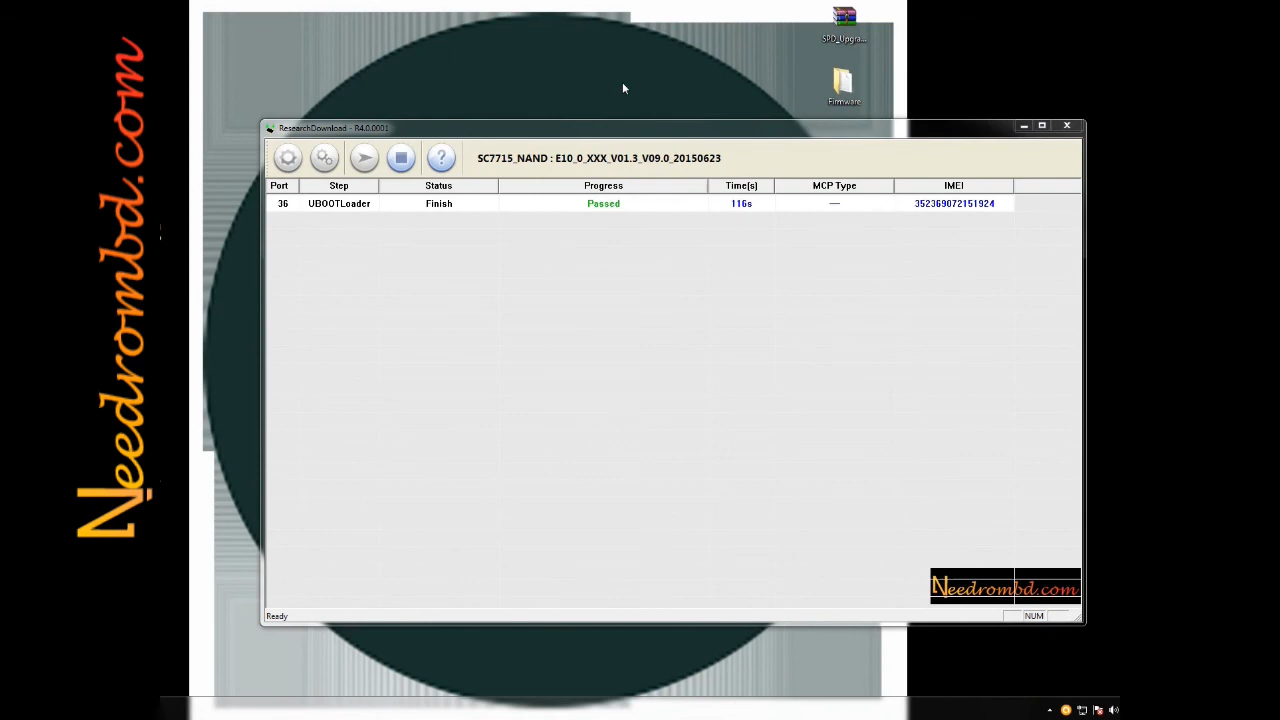 Needrombd.com
SPD_Upgra...
Firmware
ResearchDownload - R4.0.0001
SC7715_NAND : E10_0_XXX_V01.3_V09.0_20150623
Port Step Status Progress Time(s) MCP Type IMEI
36 UBOOTLoader Finish Passed 116s — 352369072151924
Needrombd.com
Ready NUM